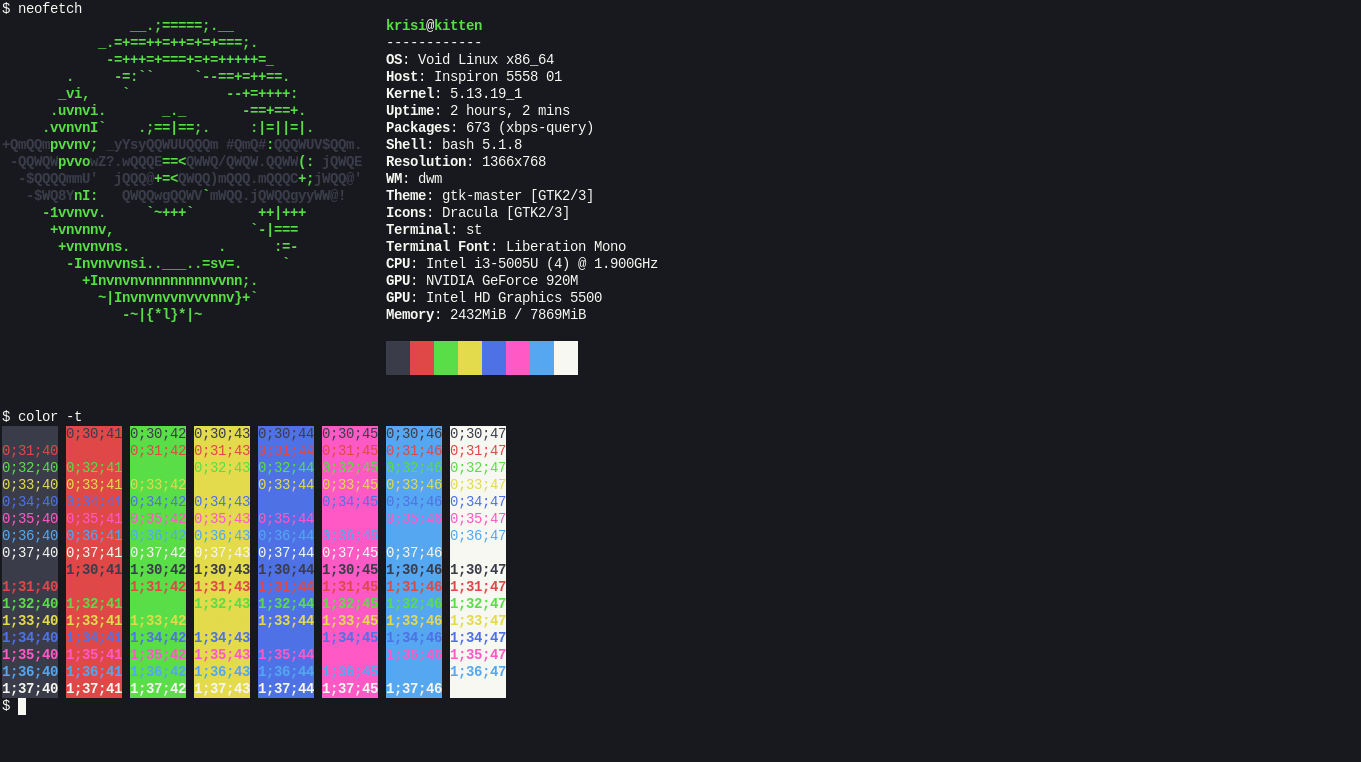 $ neofetch
                __.;=====;.__                   krisi@kitten
            _.=+==++=++=+=+===;.                ------------
             -=+++=+===+=+=+++++=_              OS: Void Linux x86_64
        .     -=:``     `--==+=++==.            Host: Inspiron 5558 01
       _vi,    `            --+=++++:           Kernel: 5.13.19_1
      .uvnvi.       _._       -==+==+.          Uptime: 2 hours, 2 mins
     .vvnvnI`    .;==|==;.     :|=||=|.         Packages: 673 (xbps-query)
+QmQQmpvvnv; _yYsyQQWUUQQQm #QmQ#:QQQWUV$QQm.   Shell: bash 5.1.8
 -QQWQWpvvowZ?.wQQQE==<QWWQ/QWQW.QQWW(: jQWQE   Resolution: 1366x768
  -$QQQQmmU'  jQQQ@+=<QWQQ)mQQQ.mQQQC+;jWQQ@'   WM: dwm
   -$WQ8YnI:   QWQQwgQQWV`mWQQ.jQWQQgyyWW@!     Theme: gtk-master [GTK2/3]
     -1vvnvv.     `~+++`        ++|+++          Icons: Dracula [GTK2/3]
      +vnvnnv,                 `-|===           Terminal: st
       +vnvnvns.           .      :=-           Terminal Font: Liberation Mono
        -Invnvvnsi..___..=sv=.     `            CPU: Intel i3-5005U (4) @ 1.900GHz
          +Invnvnvnnnnnnnnvvnn;.                GPU: NVIDIA GeForce 920M
            ~|Invnvnvvnvvvnnv}+`                GPU: Intel HD Graphics 5500
               -~|{*l}*|~                       Memory: 2432MiB / 7869MiB
$ color -t
        0;30;41 0;30;42 0;30;43 0;30;44 0;30;45 0;30;46 0;30;47
0;31;40         0;31;42 0;31;43 0;31;44 0;31;45 0;31;46 0;31;47
0;32;40 0;32;41         0;32;43 0;32;44 0;32;45 0;32;46 0;32;47
0;33;40 0;33;41 0;33;42         0;33;44 0;33;45 0;33;46 0;33;47
0;34;40 0;34;41 0;34;42 0;34;43         0;34;45 0;34;46 0;34;47
0;35;40 0;35;41 0;35;42 0;35;43 0;35;44         0;35;46 0;35;47
0;36;40 0;36;41 0;36;42 0;36;43 0;36;44 0;36;45         0;36;47
0;37;40 0;37;41 0;37;42 0;37;43 0;37;44 0;37;45 0;37;46
        1;30;41 1;30;42 1;30;43 1;30;44 1;30;45 1;30;46 1;30;47
1;31;40         1;31;42 1;31;43 1;31;44 1;31;45 1;31;46 1;31;47
1;32;40 1;32;41         1;32;43 1;32;44 1;32;45 1;32;46 1;32;47
1;33;40 1;33;41 1;33;42         1;33;44 1;33;45 1;33;46 1;33;47
1;34;40 1;34;41 1;34;42 1;34;43         1;34;45 1;34;46 1;34;47
1;35;40 1;35;41 1;35;42 1;35;43 1;35;44         1;35;46 1;35;47
1;36;40 1;36;41 1;36;42 1;36;43 1;36;44 1;36;45         1;36;47
1;37;40 1;37;41 1;37;42 1;37;43 1;37;44 1;37;45 1;37;46
$